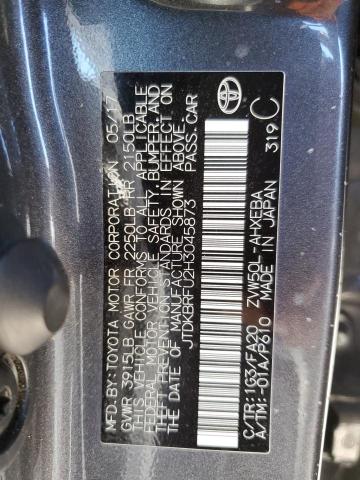 MFD.BY: TOYOTA MOTOR CORPORATION 05/17
GVWR 3915LB GAWR FR 2250LB RR 2150LB
THIS VEHICLE CONFORMS TO ALL APPLICABLE
FEDERAL MOTOR VEHICLE SAFETY, BUMPER, AND
THEFT PREVENTION STANDARDS IN EFFECT ON
THE DATE OF MANUFACTURE SHOWN ABOVE.
JTDKBRFU2H3045873 PASS.CAR
C/TR: 1G3/FA20 ZVW50L-AHXEBA
A/TM: -01A/P610 MADE IN JAPAN 319 C
TOYOTA